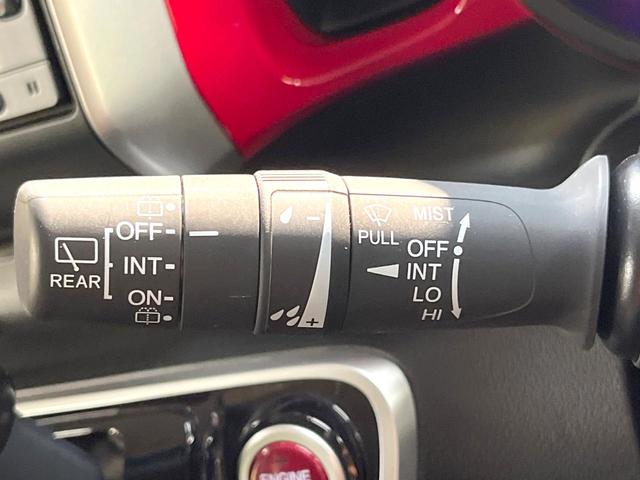 OFF
INT
REAR
ON
-
+
PULL
MIST
OFF
INT
LO
HI
ENGINE